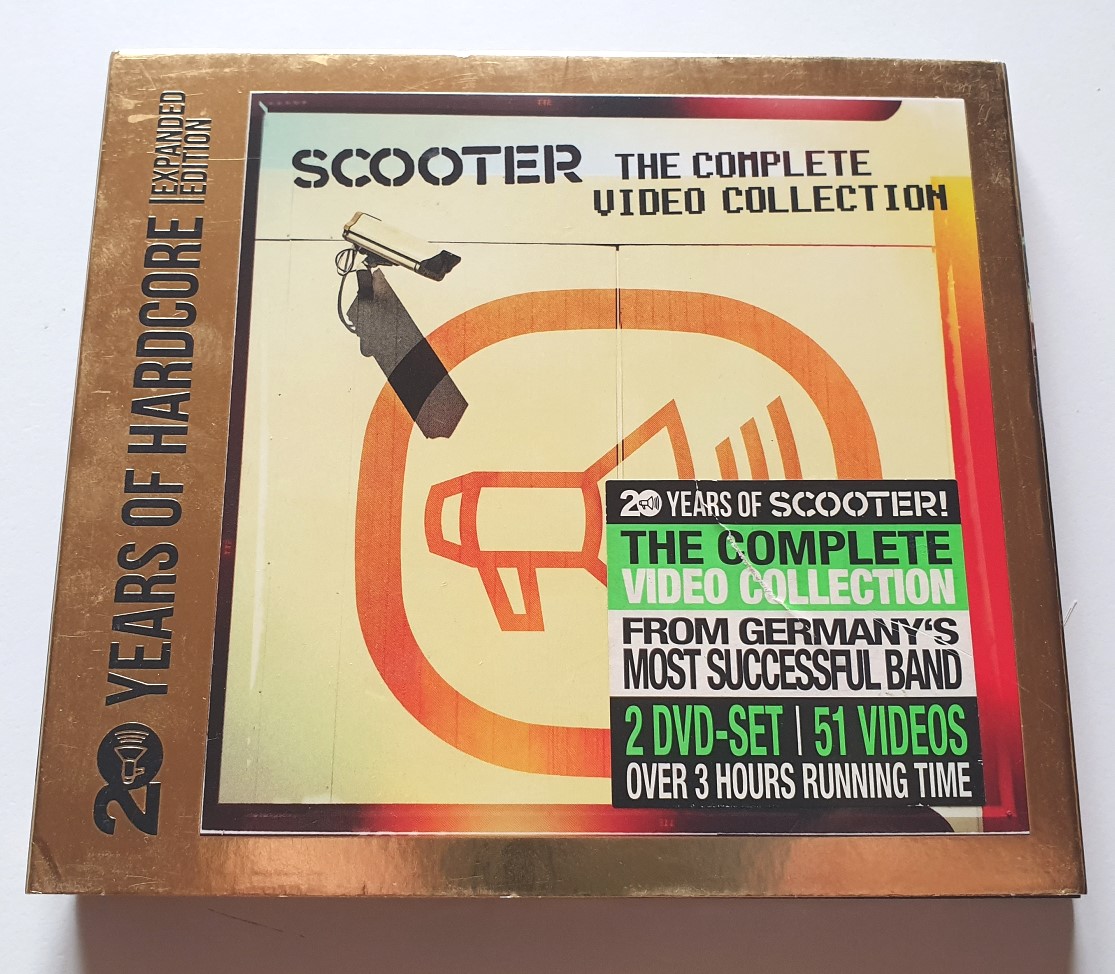 20 YEARS OF HARDCORE
EXPANDED
EDITION
SCOOTER THE COMPLETE
VIDEO COLLECTION
20 YEARS OF SCOOTER!
THE COMPLETE
VIDEO COLLECTION
FROM GERMANY'S
MOST SUCCESSFUL BAND
2 DVD-SET | 51 VIDEOS
OVER 3 HOURS RUNNING TIME